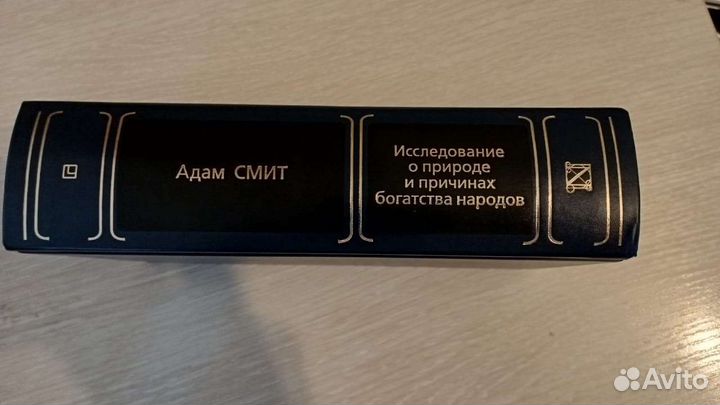 Адам СМИТ
Исследование
о природе
и причинах
богатства народов
Avito